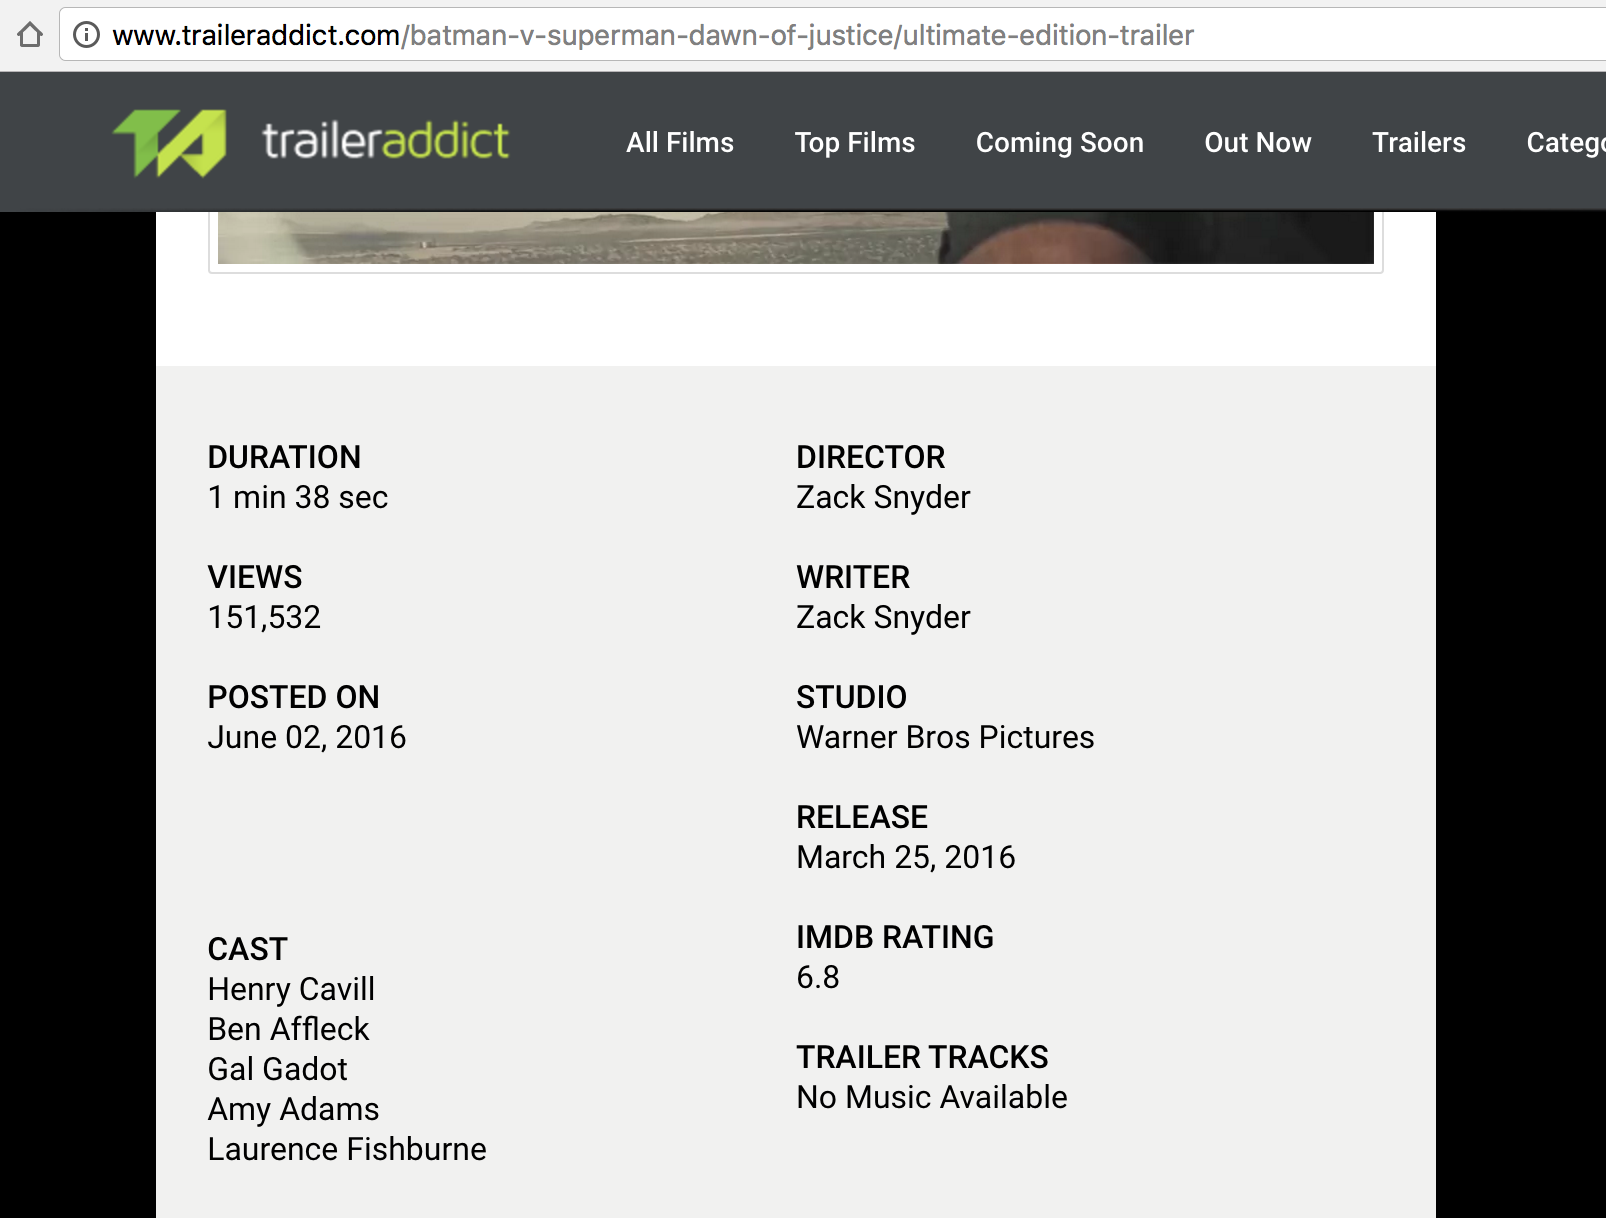 www.traileraddict.com/batman-v-superman-dawn-of-justice/ultimate-edition-trailer
TA traileraddict All Films Top Films Coming Soon Out Now Trailers
DURATION
1 min 38 sec
VIEWS
151,532
POSTED ON
June 02, 2016
CAST
Henry Cavill
Ben Affleck
Gal Gadot
Amy Adams
Laurence Fishburne
DIRECTOR
Zack Snyder
WRITER
Zack Snyder
STUDIO
Warner Bros Pictures
RELEASE
March 25, 2016
IMDB RATING
6.8
TRAILER TRACKS
No Music Available